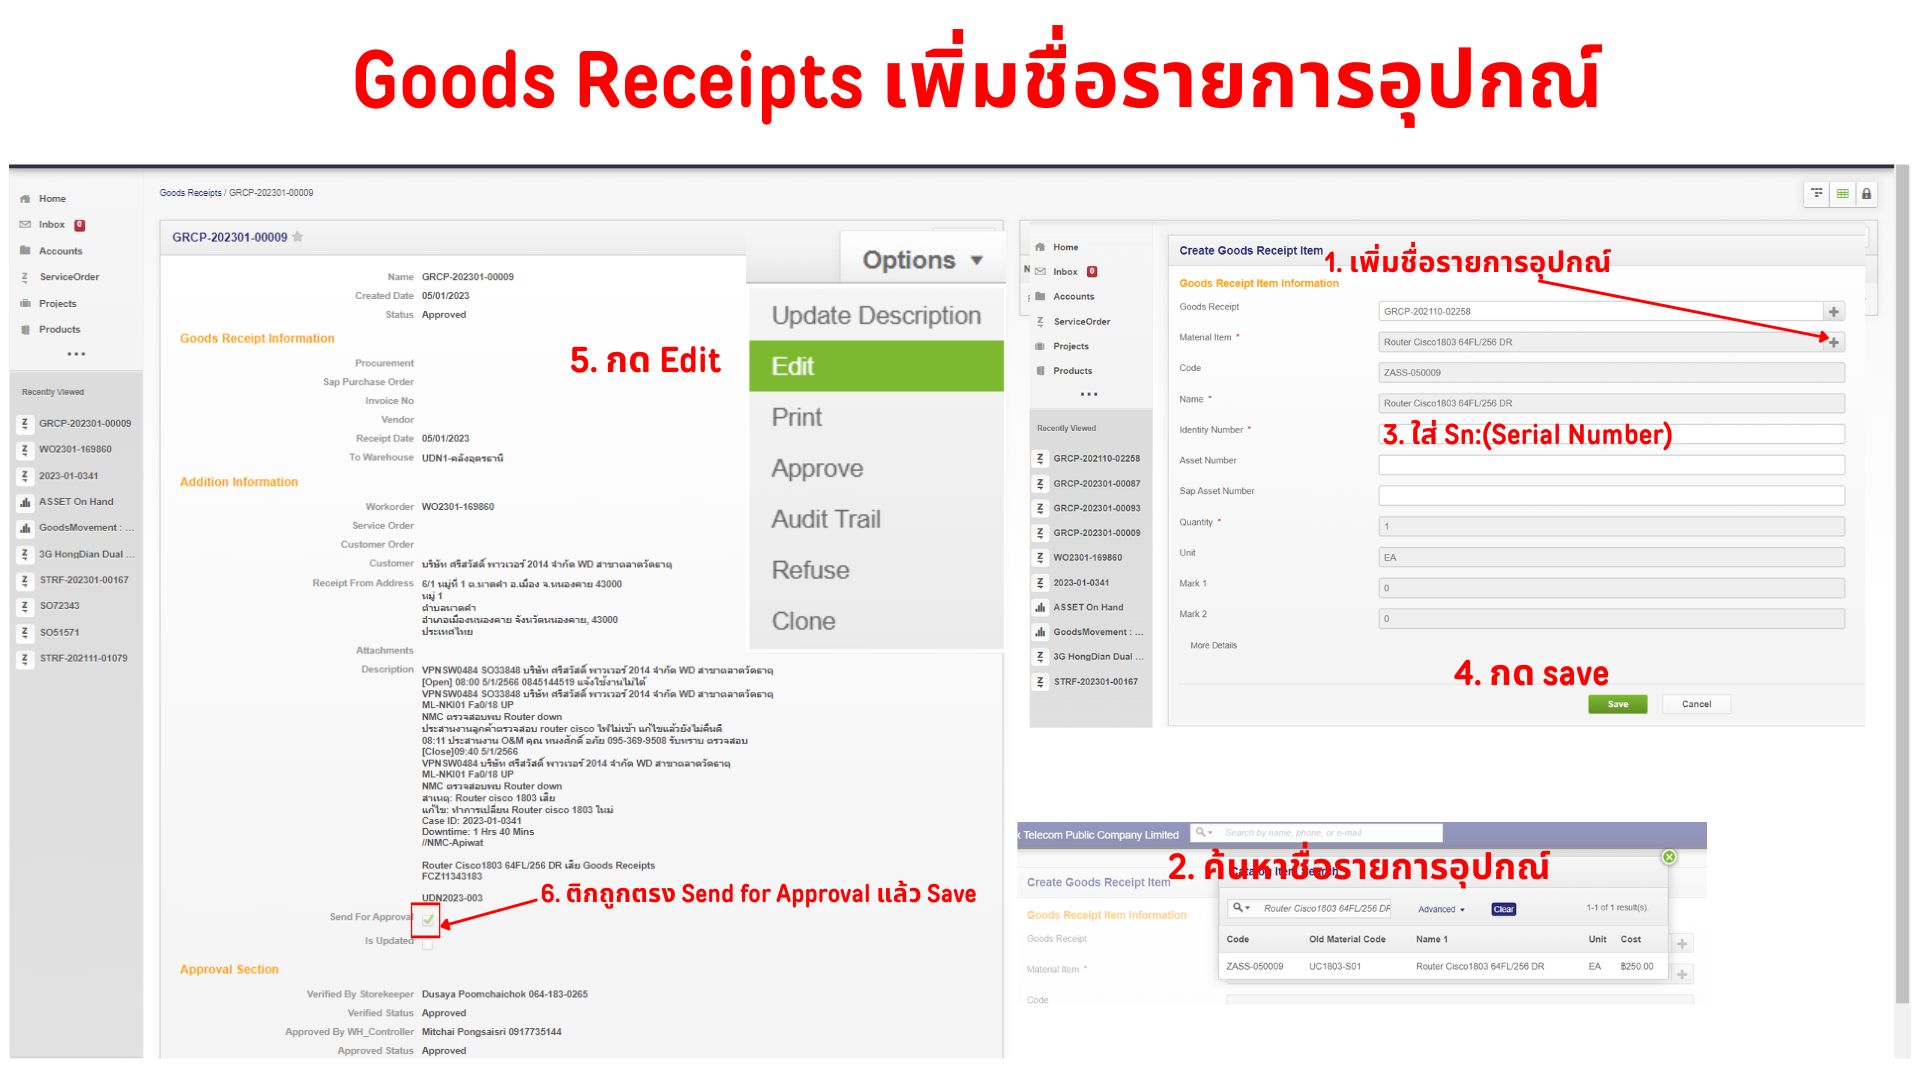 Goods Receipts เพิ่มชื่อรายการอุปกณ์
Home
Inbox 0
Accounts
ServiceOrder
Projects
Products
•••
Recently Viewed
GRCP-202301-00009
WO2301-169860
2023-01-0341
ASSET On Hand
GoodsMovement : ...
3G HongDian Dual ...
STRF-202301-00167
SO72343
SO51571
STRF-202111-01079
Goods Receipts / GRCP-202301-00009
GRCP-202301-00009
Name GRCP-202301-00009
Created Date 05/01/2023
Status Approved
Goods Receipt Information
Procurement
Sap Purchase Order
Invoice No
Vendor
Receipt Date 05/01/2023
To Warehouse UDN1-คลังอุดรธานี
Addition Information
Workorder WO2301-169860
Service Order
Customer Order
Customer บริษัท ศรีสวัสดิ์ พาวเวอร์ 2014 จำกัด WD สาขาตลาดวัดธาตุ
Receipt From Address 6/1 หมู่ที่ 1 ต.หาดคำ อ.เมือง จ.หนองคาย 43000
หมู่ 1
ตำบลหาดคำ
อำเภอเมืองหนองคาย จังหวัดหนองคาย, 43000
ประเทศไทย
Attachments
Description VPNSW0484 SO33848 บริษัท ศรีสวัสดิ์ พาวเวอร์ 2014 จำกัด WD สาขาตลาดวัดธาตุ
[Open] 08:00 5/1/2566 0845144519 แจ้งใช้งานไม่ได้
VPNSW0484 SO33848 บริษัท ศรีสวัสดิ์ พาวเวอร์ 2014 จำกัด WD สาขาตลาดวัดธาตุ
ML-NKI01 Fa0/18 UP
NMC ตรวจสอบพบ Router down
ประสานงานลูกค้าตรวจสอบ router cisco ไฟไม่เข้า แก้ไขแล้วยังไม่คืนดี
08:11 ประสานงาน O&M คุณ ทนงศักดิ์ อภัย 095-369-9508 รับทราบ ตรวจสอบ
[Close]09:40 5/1/2566
VPNSW0484 บริษัท ศรีสวัสดิ์ พาวเวอร์ 2014 จำกัด WD สาขาตลาดวัดธาตุ
ML-NKI01 Fa0/18 UP
NMC ตรวจสอบพบ Router down
สาเหตุ: Router cisco 1803 เสีย
แก้ไข: ทำการเปลี่ยน Router cisco 1803 ใหม่
Case ID: 2023-01-0341
Downtime: 1 Hrs 40 Mins
//NMC-Apiwat
Router Cisco1803 64FL/256 DR เสีย Goods Receipts
FCZ11343183
UDN2023-003
Send For Approval
Is Updated
6. ติกถูกตรง Send for Approval แล้ว Save
Approval Section
Verified By Storekeeper Dusaya Poomchaichok 064-183-0265
Verified Status Approved
Approved By WH_Controller Mitchai Pongsaisri 0917735144
Approved Status Approved
5. กด Edit
Options
Update Description
Edit
Print
Approve
Audit Trail
Refuse
Clone
Home
Inbox 0
Accounts
ServiceOrder
Projects
Products
•••
Recently Viewed
GRCP-202110-02258
GRCP-202301-00087
GRCP-202301-00093
GRCP-202301-00009
WO2301-169860
2023-01-0341
ASSET On Hand
GoodsMovement : ...
3G HongDian Dual ...
STRF-202301-00167
Create Goods Receipt Item
1. เพิ่มชื่อรายการอุปกณ์
Goods Receipt Item Information
Goods Receipt GRCP-202110-02258
Material Item * Router Cisco1803 64FL/256 DR
Code ZASS-050009
Name * Router Cisco1803 64FL/256 DR
Identity Number * 3. ใส่ Sn:(Serial Number)
Asset Number
Sap Asset Number
Quantity * 1
Unit EA
Mark 1 0
Mark 2 0
More Details
4. กด save
Save Cancel
Telecom Public Company Limited Search by name, phone, or e-mail
2. ค้นหาชื่อรายการอุปกณ์
Create Goods Receipt Item
Goods Receipt Item Information
Goods Receipt
Material Item *
Code
Router Cisco1803 64FL/256 DR Advanced Clear 1-1 of 1 result(s).
Code Old Material Code Name 1 Unit Cost
ZASS-050009 UC1803-S01 Router Cisco1803 64FL/256 DR EA ฿250.00